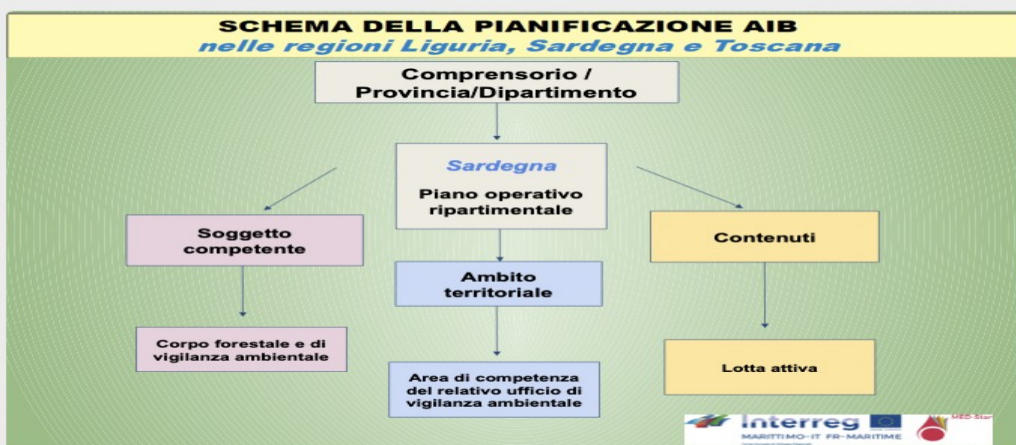 SCHEMA DELLA PIANIFICAZIONE AIB
nelle regioni Liguria, Sardegna e Toscana
Comprensorio /
Provincia/Dipartimento
Sardegna
Piano operativo
ripartimentale
Soggetto
competente
Contenuti
Ambito
territoriale
Corpo forestale e di
vigilanza ambientale
Lotta attiva
Area di competenza
del relativo ufficio di
vigilanza ambientale
Interreg
MARITTIMO-IT FR-MARITIME
MED-Star